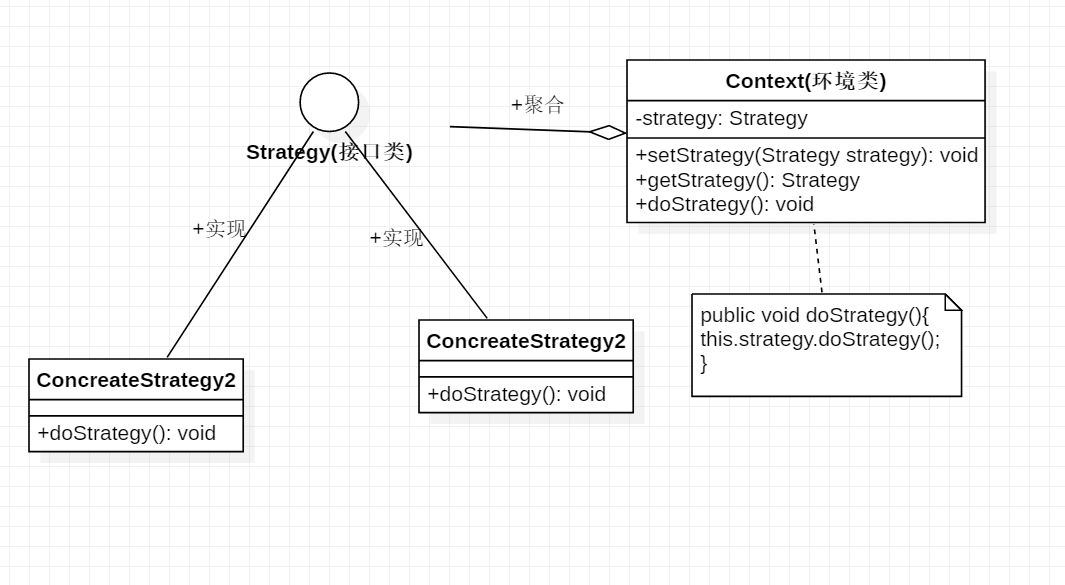 Context(环境类)
-strategy: Strategy
+setStrategy(Strategy strategy): void
+getStrategy(): Strategy
+doStrategy(): void
+聚合
Strategy(接口类)
+实现
+实现
ConcreateStrategy2
+doStrategy(): void
ConcreateStrategy2
+doStrategy(): void
public void doStrategy(){
this.strategy.doStrategy();
}